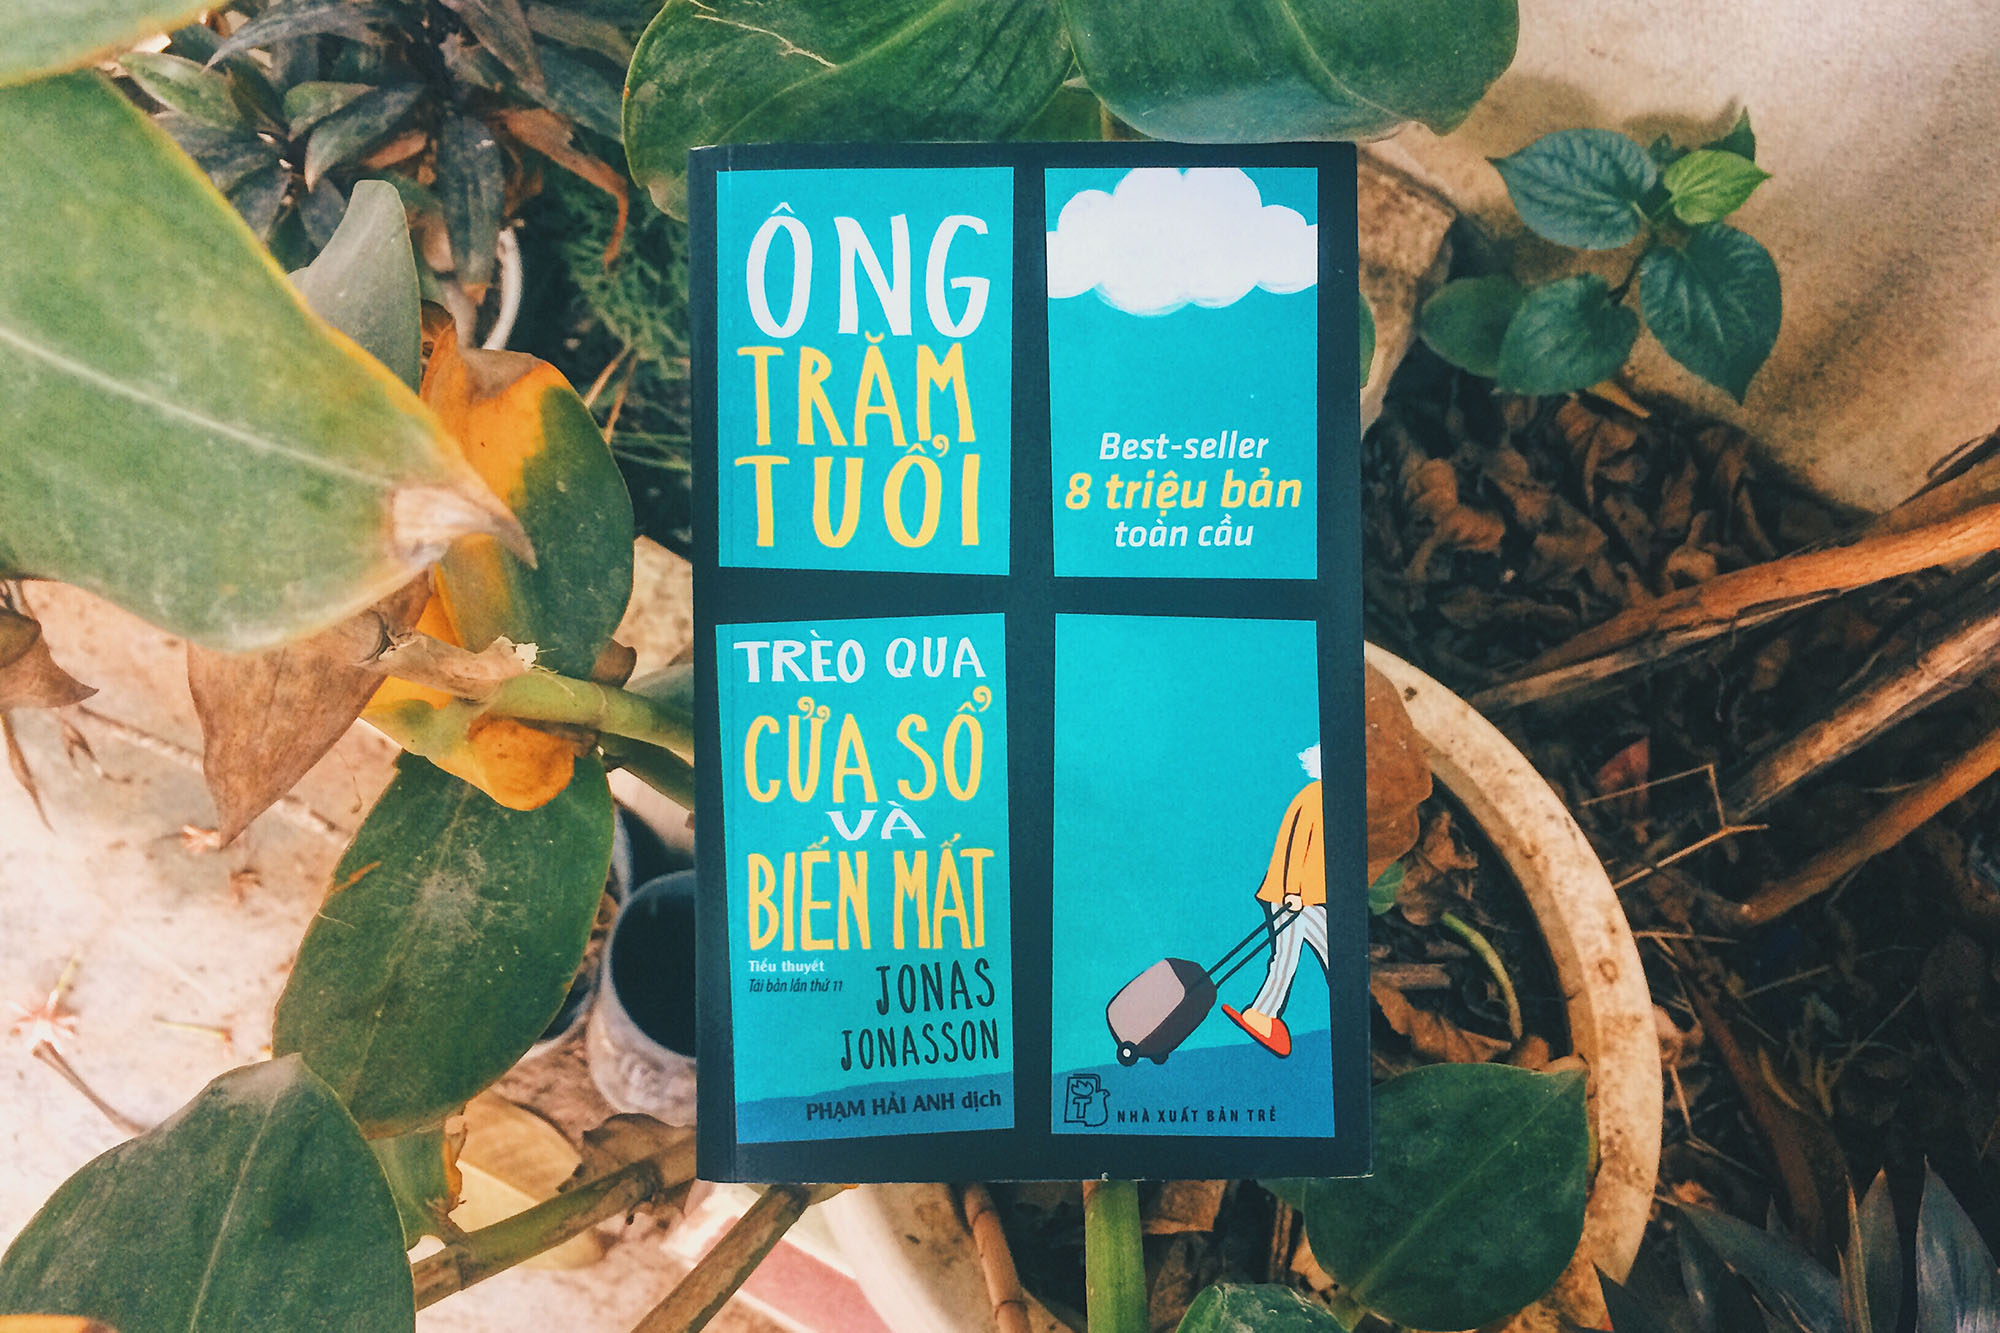 ÔNG
TRĂM
TUỔI
Best-seller
8 triệu bản
toàn cầu
TRÈO QUA
CỬA SỔ
VÀ
BIẾN MẤT
Tiểu thuyết
Tái bản lần thứ 11
JONAS
JONASSON
PHẠM HẢI ANH dịch
NHÀ XUẤT BẢN TRẺ